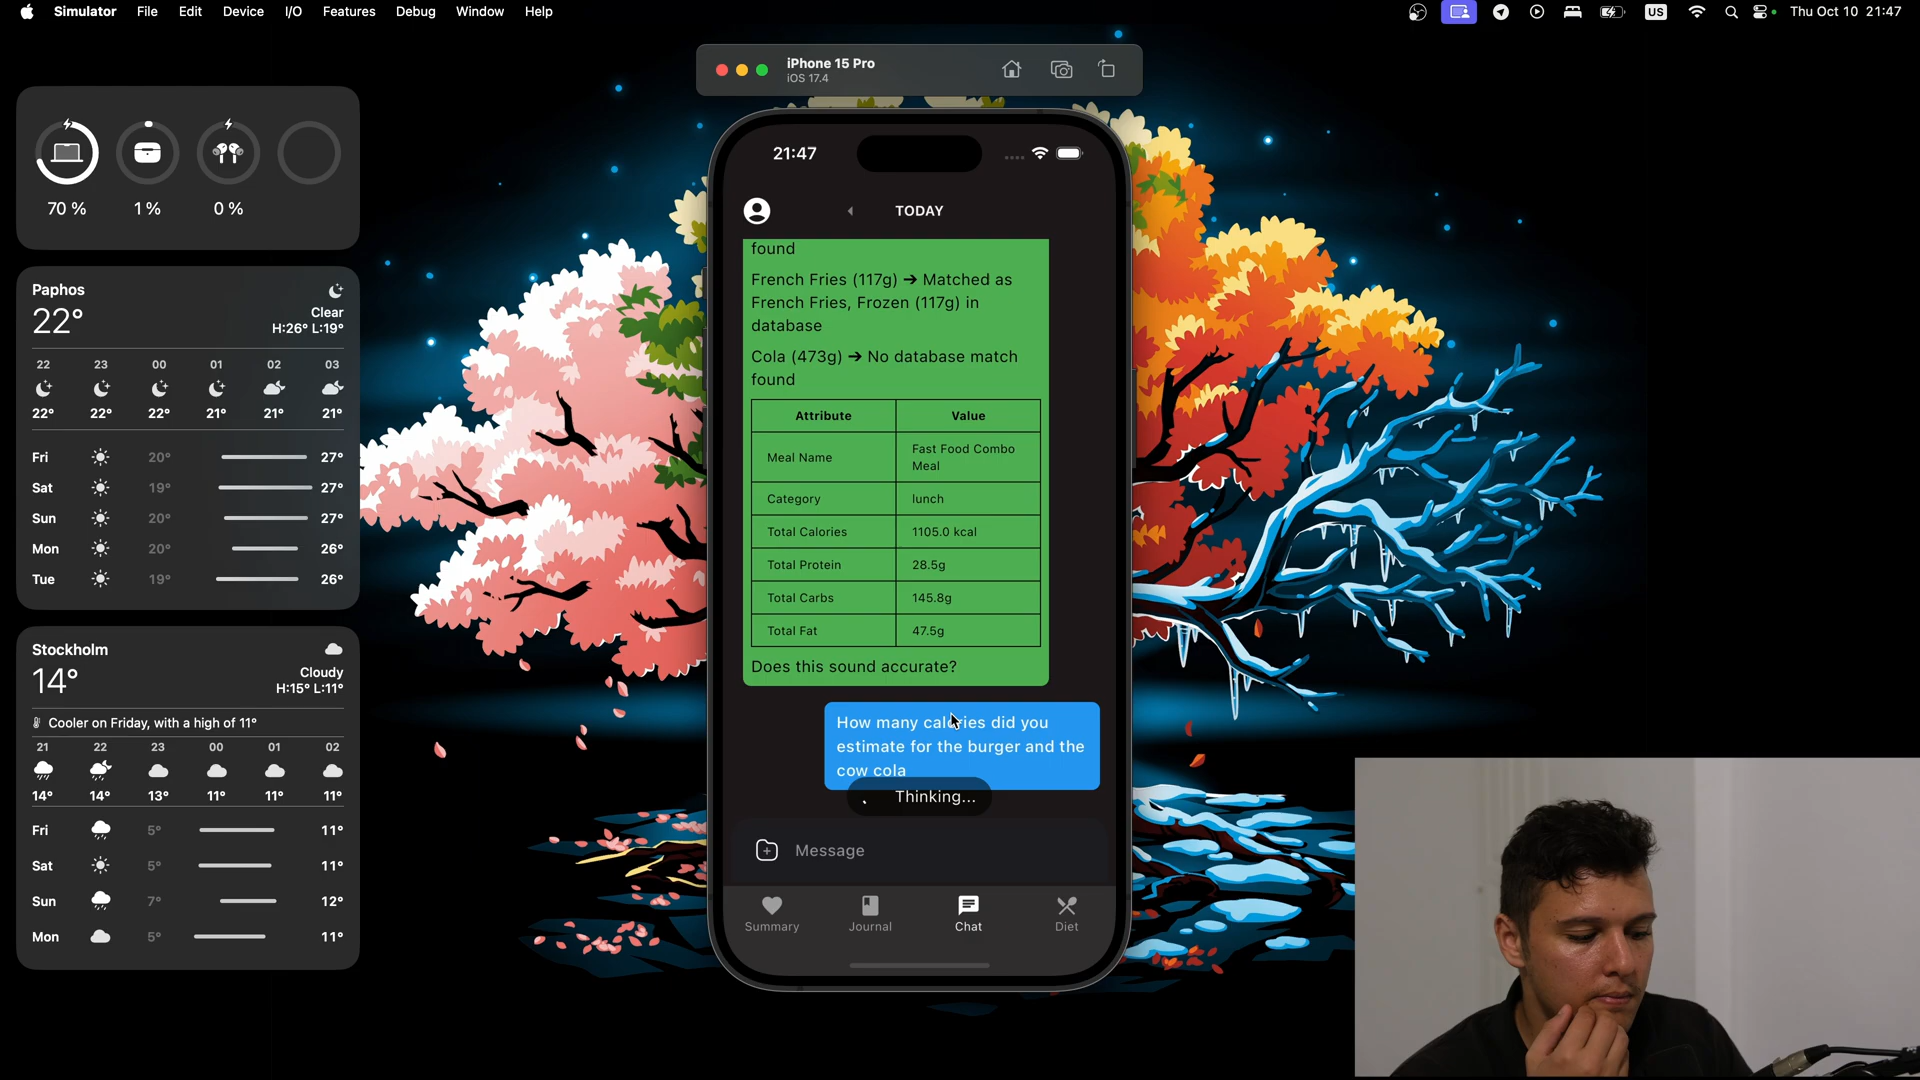 Simulator File Edit Device I/O Features Debug Window Help
US Thu Oct 10 21:47
70 % 1 % 0 %
Paphos
22°
Clear
H:26° L:19°
22 23 00 01 02 03
22° 22° 22° 21° 21° 21°
Fri 20° 27°
Sat 19° 27°
Sun 20° 27°
Mon 20° 26°
Tue 19° 26°
Stockholm
14°
Cloudy
H:15° L:11°
Cooler on Friday, with a high of 11°
21 22 23 00 01 02
14° 14° 13° 11° 11° 11°
Fri 5° 11°
Sat 5° 11°
Sun 7° 12°
Mon 5° 11°
iPhone 15 Pro
iOS 17.4
21:47
TODAY
found
French Fries (117g) ➔ Matched as
French Fries, Frozen (117g) in
database
Cola (473g) ➔ No database match
found
Attribute Value
Meal Name Fast Food Combo
Meal
Category lunch
Total Calories 1105.0 kcal
Total Protein 28.5g
Total Carbs 145.8g
Total Fat 47.5g
Does this sound accurate?
How many calories did you
estimate for the burger and the
cow cola
Thinking...
Message
Summary Journal Chat Diet